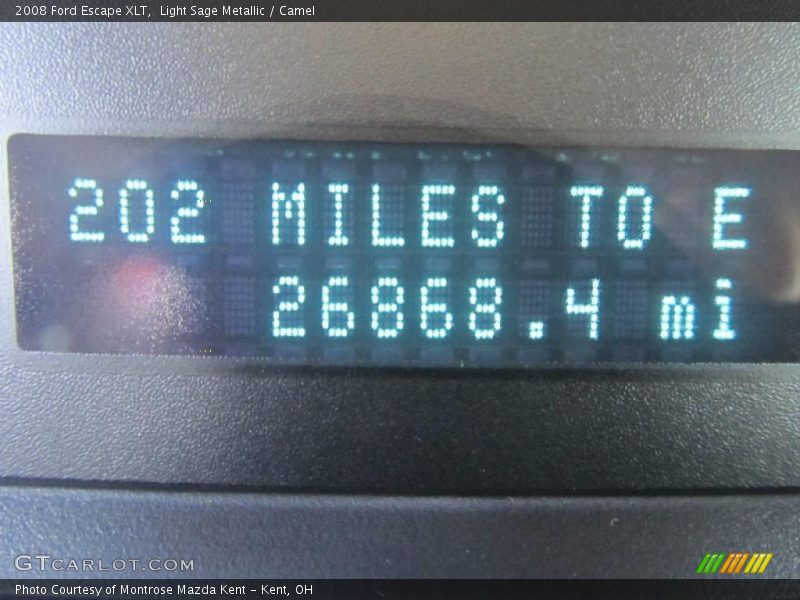 2008 Ford Escape XLT,  Light Sage Metallic / Camel
202 MILES TO E
26868.4 mi
GTCARLOT.COM
Photo Courtesy of Montrose Mazda Kent - Kent, OH